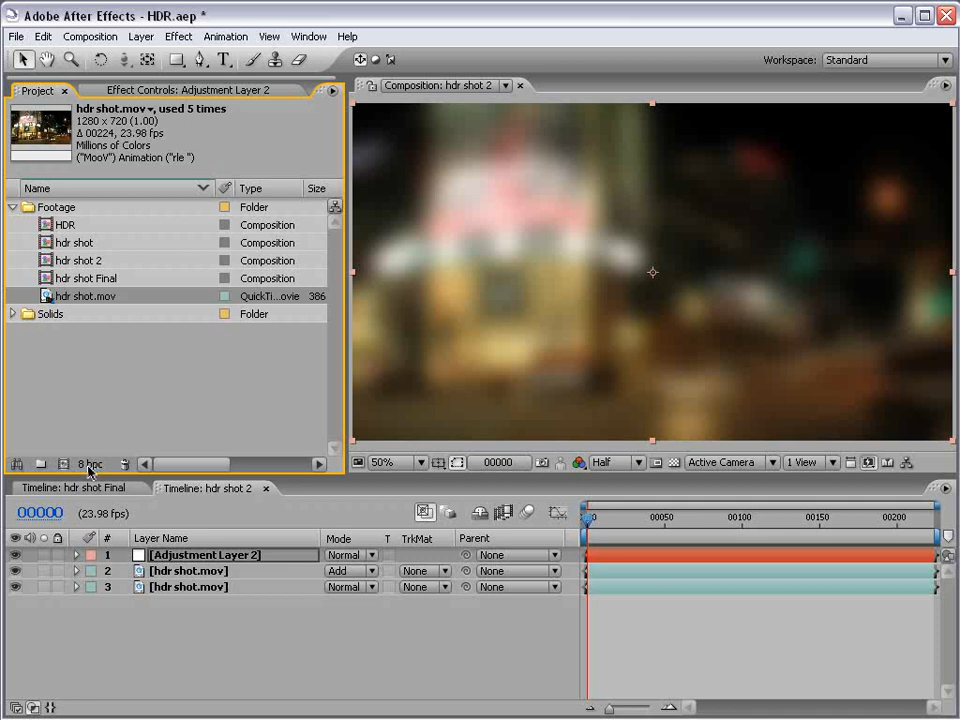 Adobe After Effects - HDR.aep *
File Edit Composition Layer Effect Animation View Window Help
T Workspace: Standard
Project × Effect Controls: Adjustment Layer 2
Composition: hdr shot 2 ×
hdr shot.mov, used 5 times
1280 x 720 (1.00)
Δ 00224, 23.98 fps
Millions of Colors
("MooV") Animation ("rle ")
Name Type Size
Footage Folder
HDR Composition
hdr shot Composition
hdr shot 2 Composition
hdr shot Final Composition
hdr shot.mov QuickTi...ovie 386
Solids Folder
8 bpc
50% 00000 Half Active Camera 1 View
Timeline: hdr shot Final Timeline: hdr shot 2 ×
00000 (23.98 fps)
0 00050 00100 00150 00200
# Layer Name Mode T TrkMat Parent
1 [Adjustment Layer 2] Normal None
2 [hdr shot.mov] Add None None
3 [hdr shot.mov] Normal None None